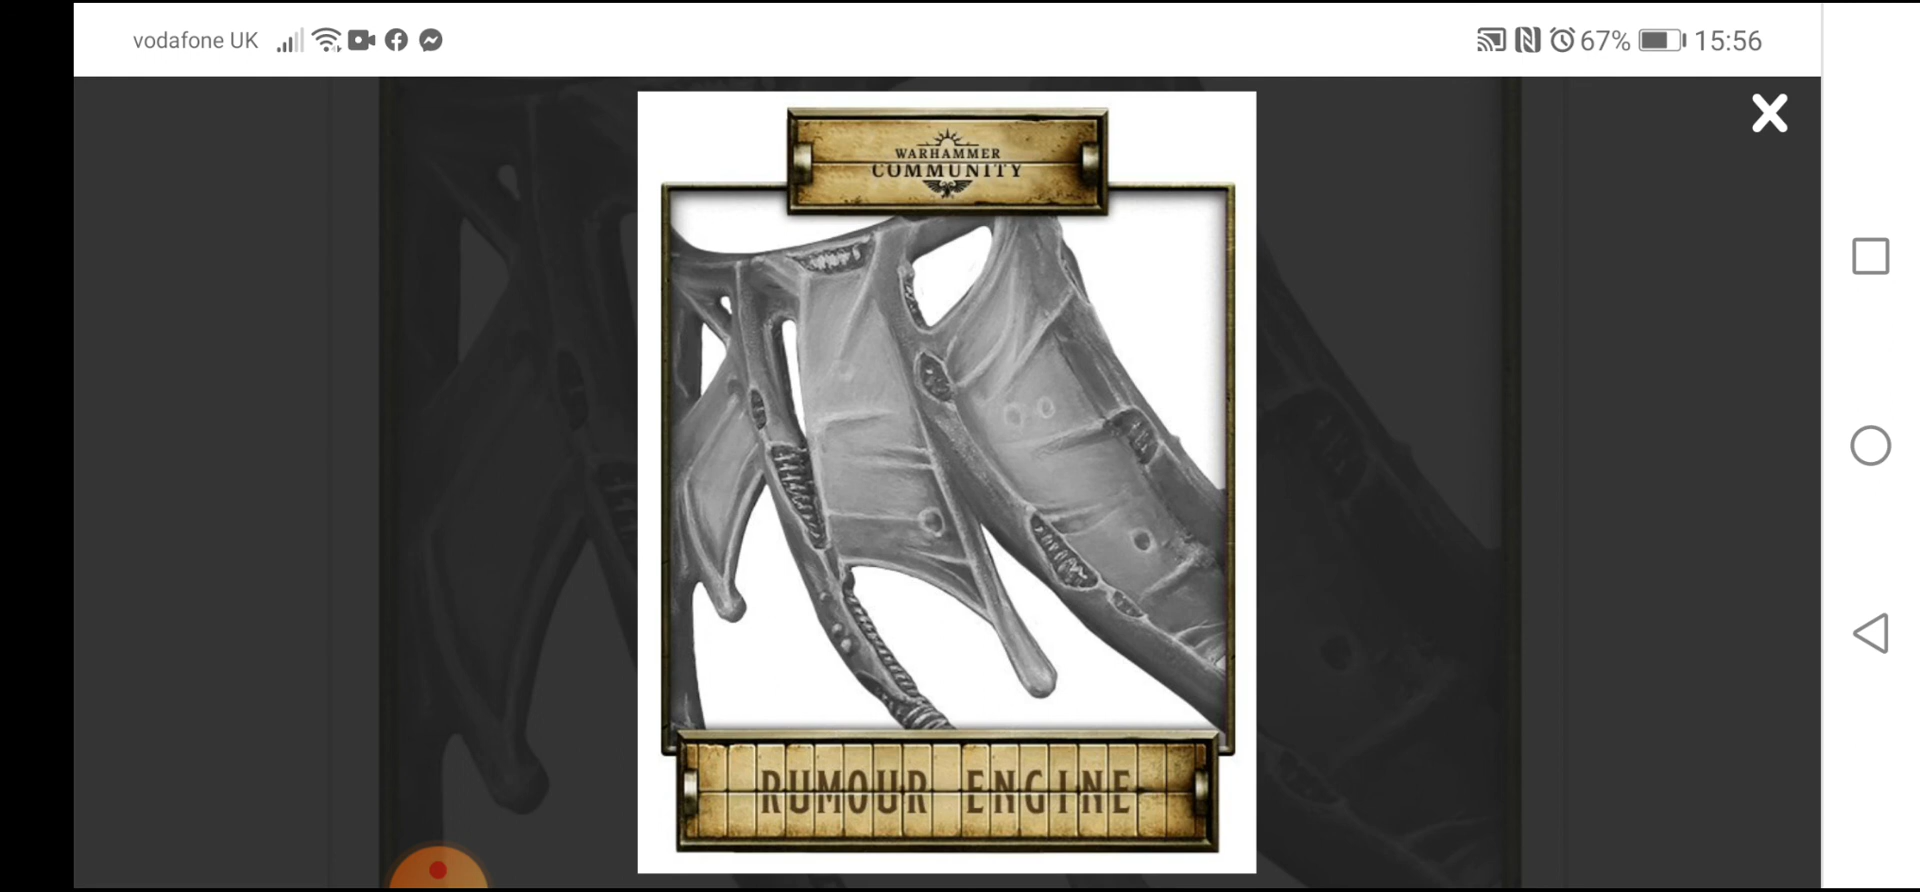 vodafone UK
67% 15:56
WARHAMMER
COMMUNITY
RUMOUR ENGINE